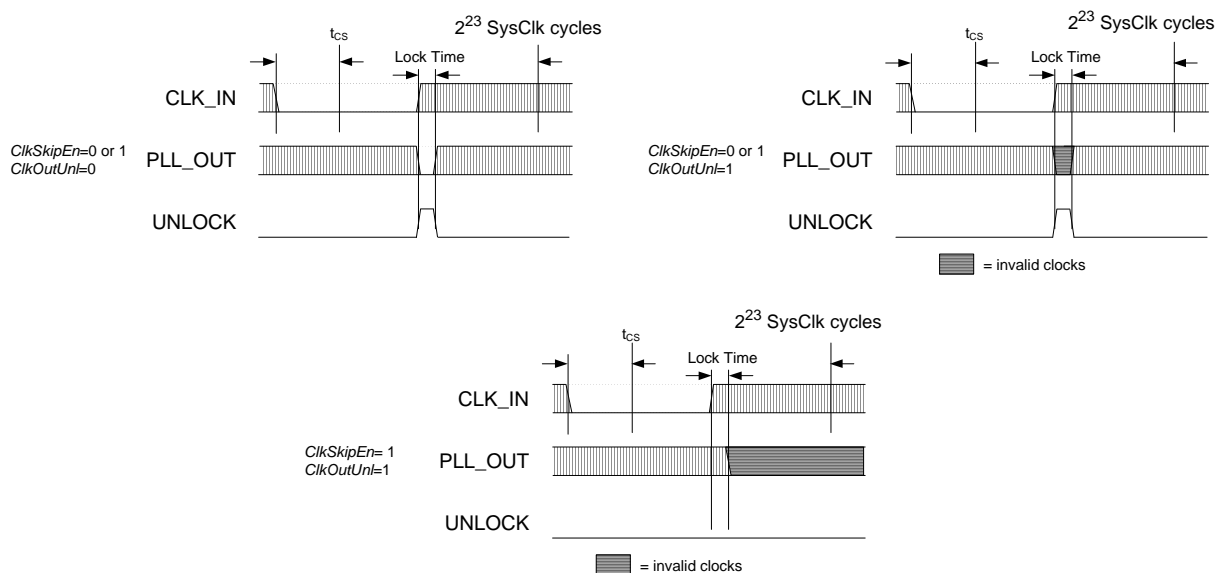 2^23 SysClk cycles
t_CS
Lock Time
CLK_IN
ClkSkipEn=0 or 1
ClkOutUnl=0
PLL_OUT
UNLOCK
2^23 SysClk cycles
t_CS
Lock Time
CLK_IN
ClkSkipEn=0 or 1
ClkOutUnl=1
PLL_OUT
UNLOCK
= invalid clocks
2^23 SysClk cycles
t_CS
Lock Time
CLK_IN
ClkSkipEn= 1
ClkOutUnl=1
PLL_OUT
UNLOCK
= invalid clocks